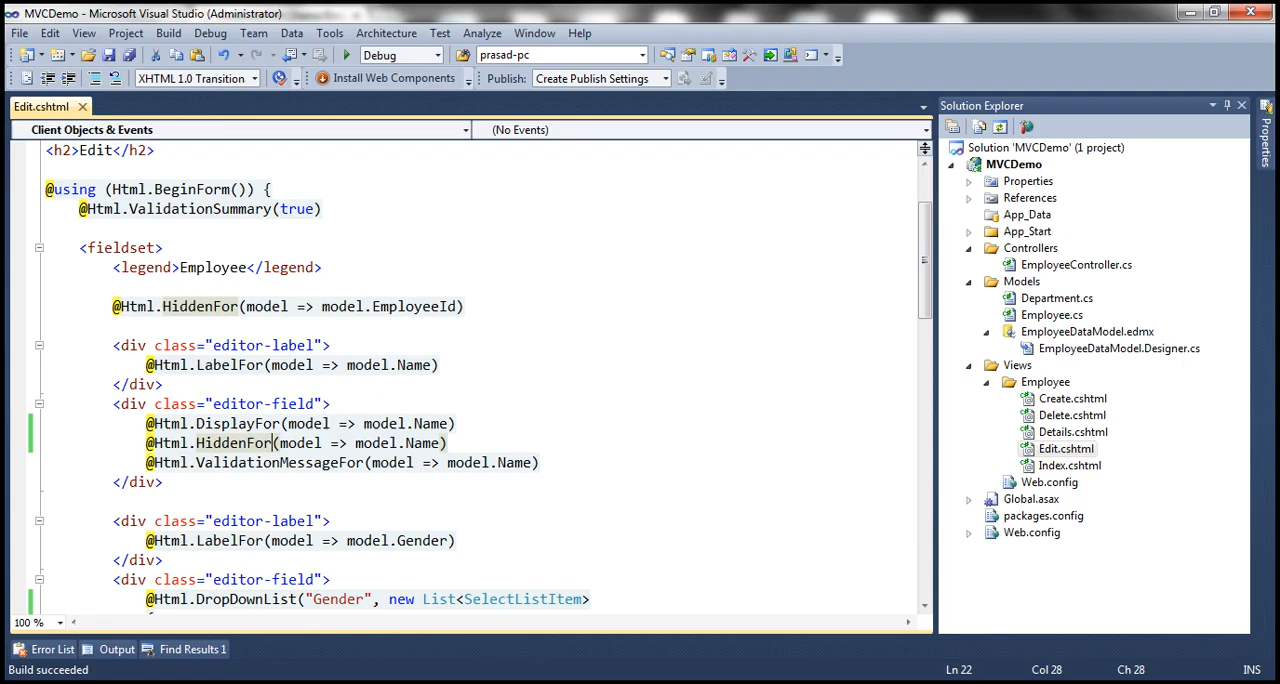 MVCDemo - Microsoft Visual Studio (Administrator)
File Edit View Project Build Debug Team Data Tools Architecture Test Analyze Window Help
Debug prasad-pc
XHTML 1.0 Transition Install Web Components Publish: Create Publish Settings
Edit.cshtml
Client Objects & Events (No Events)
<h2>Edit</h2>
@using (Html.BeginForm()) {
@Html.ValidationSummary(true)
<fieldset>
<legend>Employee</legend>
@Html.HiddenFor(model => model.EmployeeId)
<div class="editor-label">
@Html.LabelFor(model => model.Name)
</div>
<div class="editor-field">
@Html.DisplayFor(model => model.Name)
@Html.HiddenFor(model => model.Name)
@Html.ValidationMessageFor(model => model.Name)
</div>
<div class="editor-label">
@Html.LabelFor(model => model.Gender)
</div>
<div class="editor-field">
@Html.DropDownList("Gender", new List<SelectListItem>
100 %
Solution Explorer
Solution 'MVCDemo' (1 project)
MVCDemo
Properties
References
App_Data
App_Start
Controllers
EmployeeController.cs
Models
Department.cs
Employee.cs
EmployeeDataModel.edmx
EmployeeDataModel.Designer.cs
Views
Employee
Create.cshtml
Delete.cshtml
Details.cshtml
Edit.cshtml
Index.cshtml
Web.config
Global.asax
packages.config
Web.config
Properties
Error List Output Find Results 1
Build succeeded Ln 22 Col 28 Ch 28 INS